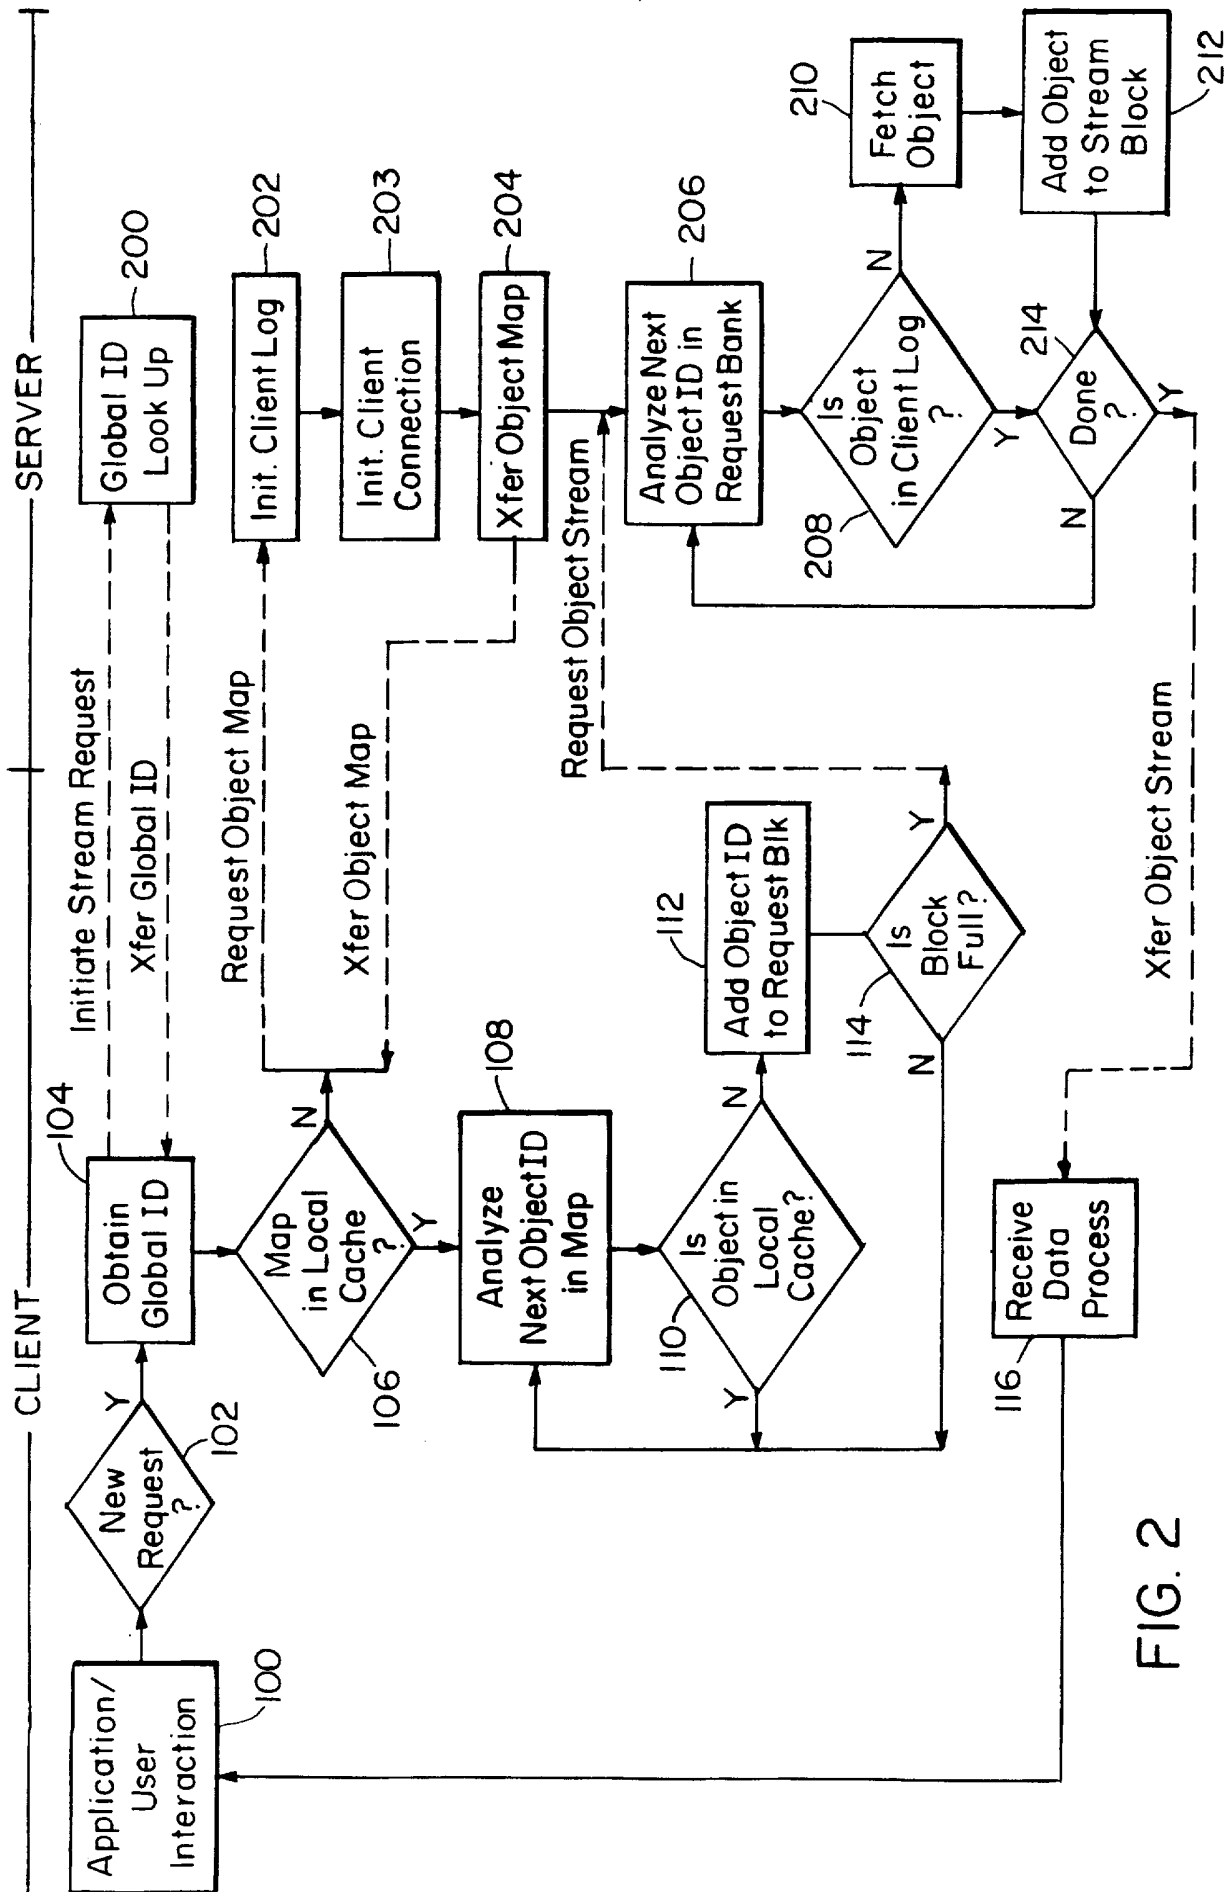 CLIENT
SERVER
Application/
User
Interaction
100
New
Request
?
102
Y
Obtain
Global ID
104
Initiate Stream Request
Xfer Global ID
Global ID
Look Up
200
Map
in Local
Cache
?
106
N
Y
Request Object Map
Xfer Object Map
Init. Client Log
202
Init. Client
Connection
203
Xfer Object Map
204
Analyze
Next Object ID
in Map
108
Is
Object in
Local
Cache?
110
Y
N
Add Object ID
to Request Blk
112
Is
Block
Full?
114
N
Y
Request Object Stream
Analyze Next
Object ID in
Request Bank
206
Is
Object
in Client Log
?
208
N
Y
Fetch
Object
210
Add Object
to Stream
Block
212
Done
?
214
N
Y
Xfer Object Stream
Receive
Data
Process
116
FIG. 2